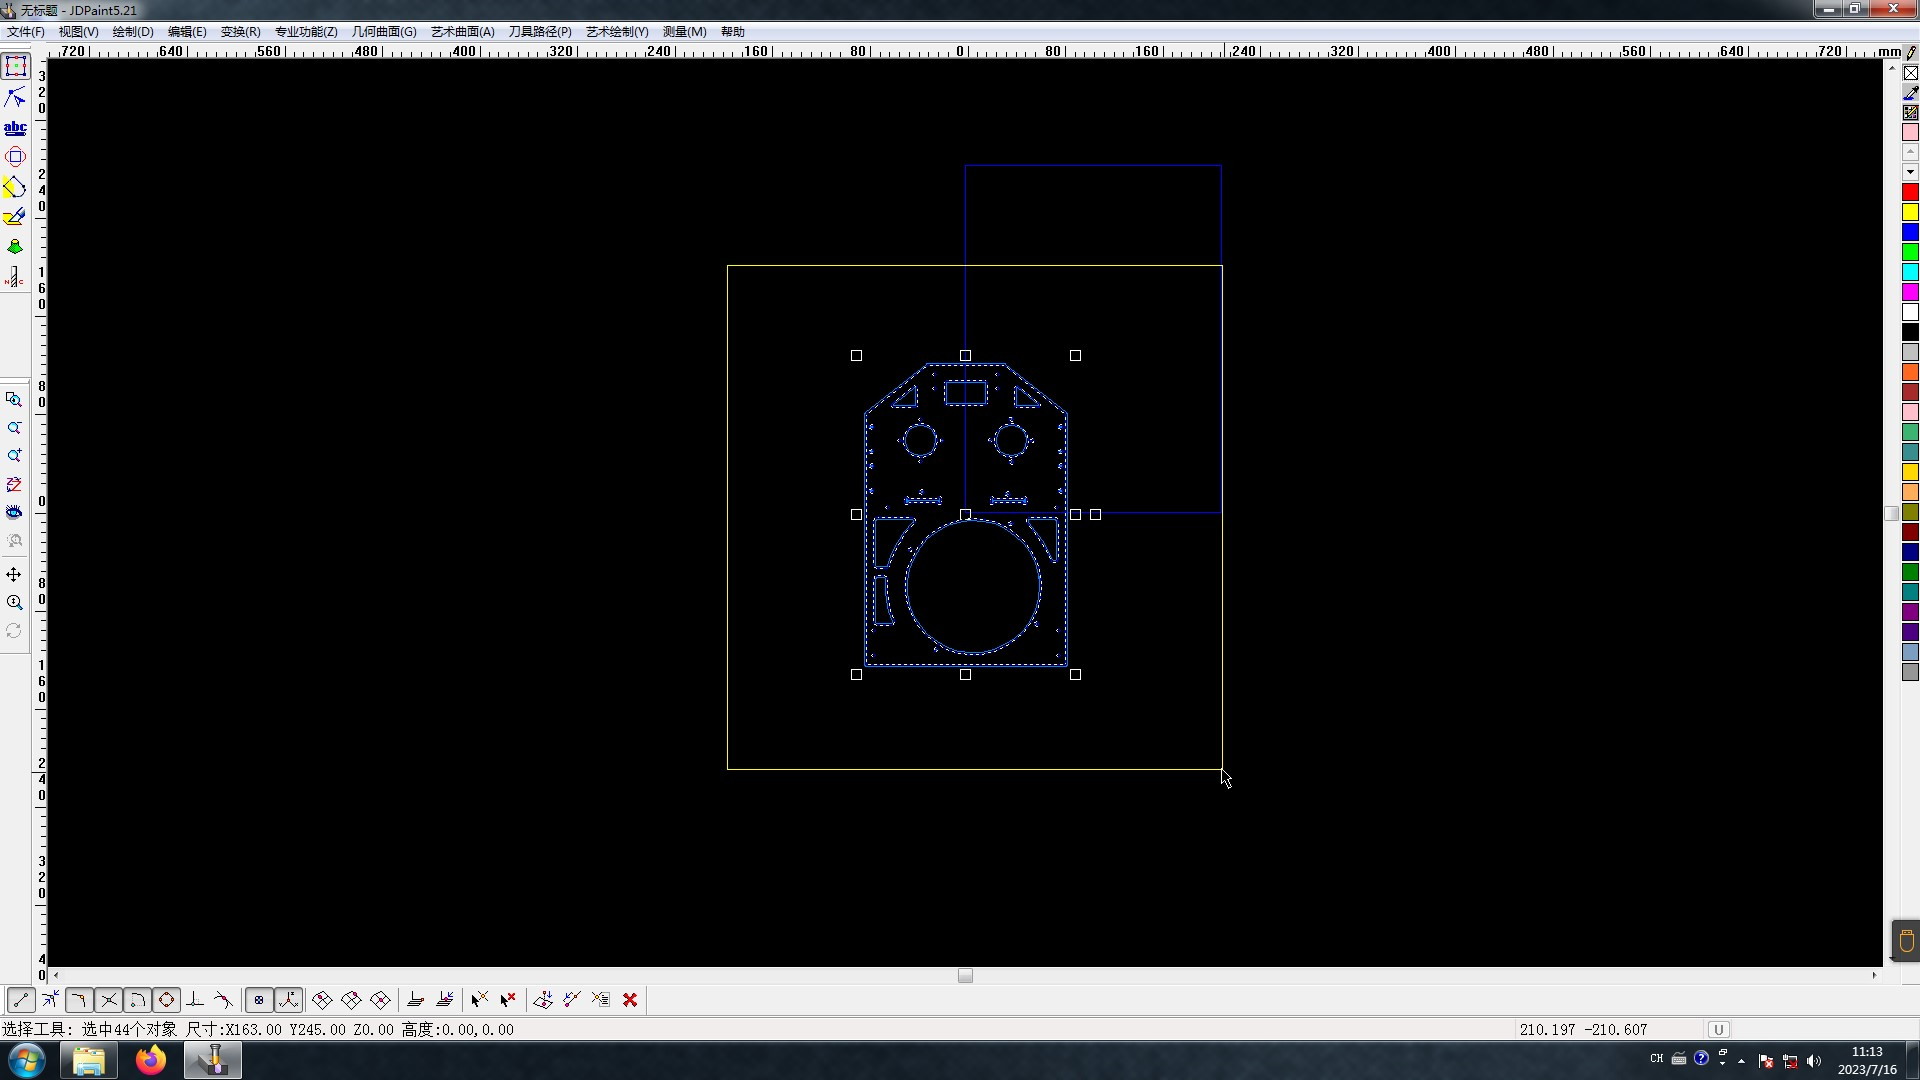 无标题 - JDPaint5.21
文件(F) 视图(V) 绘制(D) 编辑(E) 变换(R) 专业功能(Z) 几何曲面(G) 艺术曲面(A) 刀具路径(P) 艺术绘制(Y) 测量(M) 帮助
720 640 560 480 400 320 240 160 80 0 80 160 240 320 400 480 560 640 720 mm
320
240
160
80
0
80
160
240
320
40
abc
N C
选择工具: 选中44个对象 尺寸:X163.00 Y245.00 Z0.00 高度:0.00,0.00
210.197 -210.607
U
CH
11:13
2023/7/16